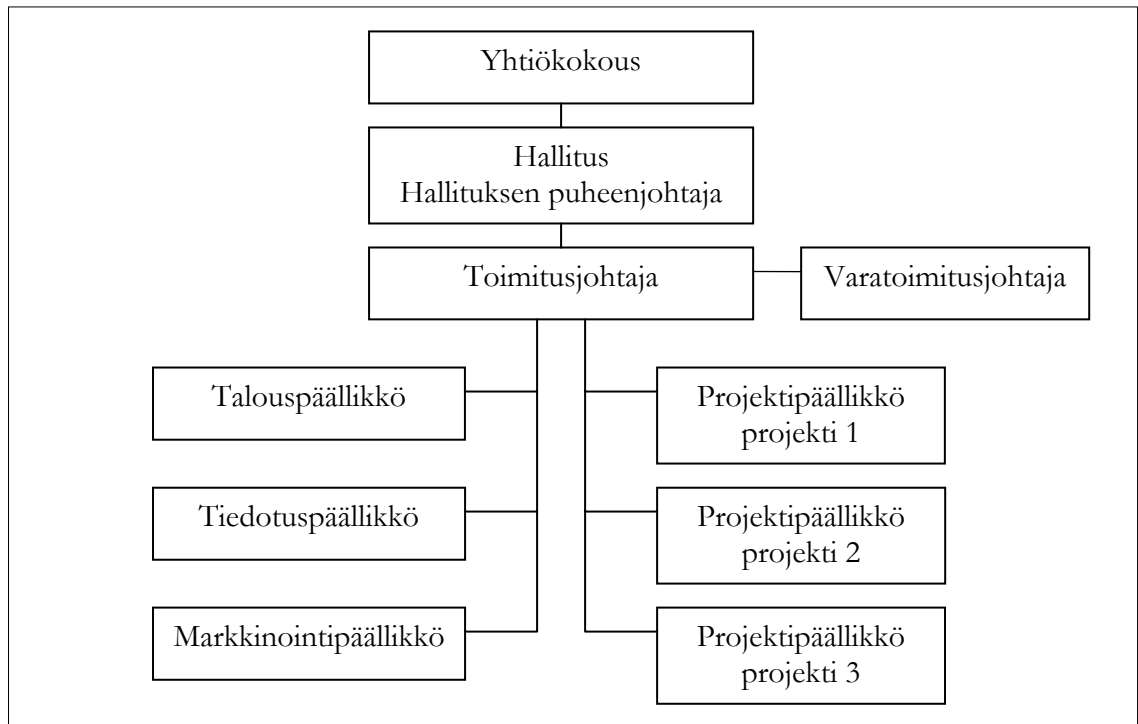 Yhtiökokous
Hallitus
Hallituksen puheenjohtaja
Toimitusjohtaja
Varatoimitusjohtaja
Talouspäällikkö
Projektipäällikkö
projekti 1
Tiedotuspäällikkö
Projektipäällikkö
projekti 2
Markkinointipäällikkö
Projektipäällikkö
projekti 3